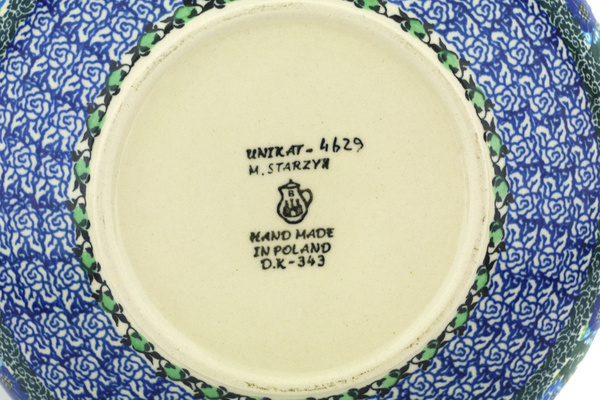 UNIKAT - 4629
M. STARZYK
B
HAND MADE
IN POLAND
D.K - 343